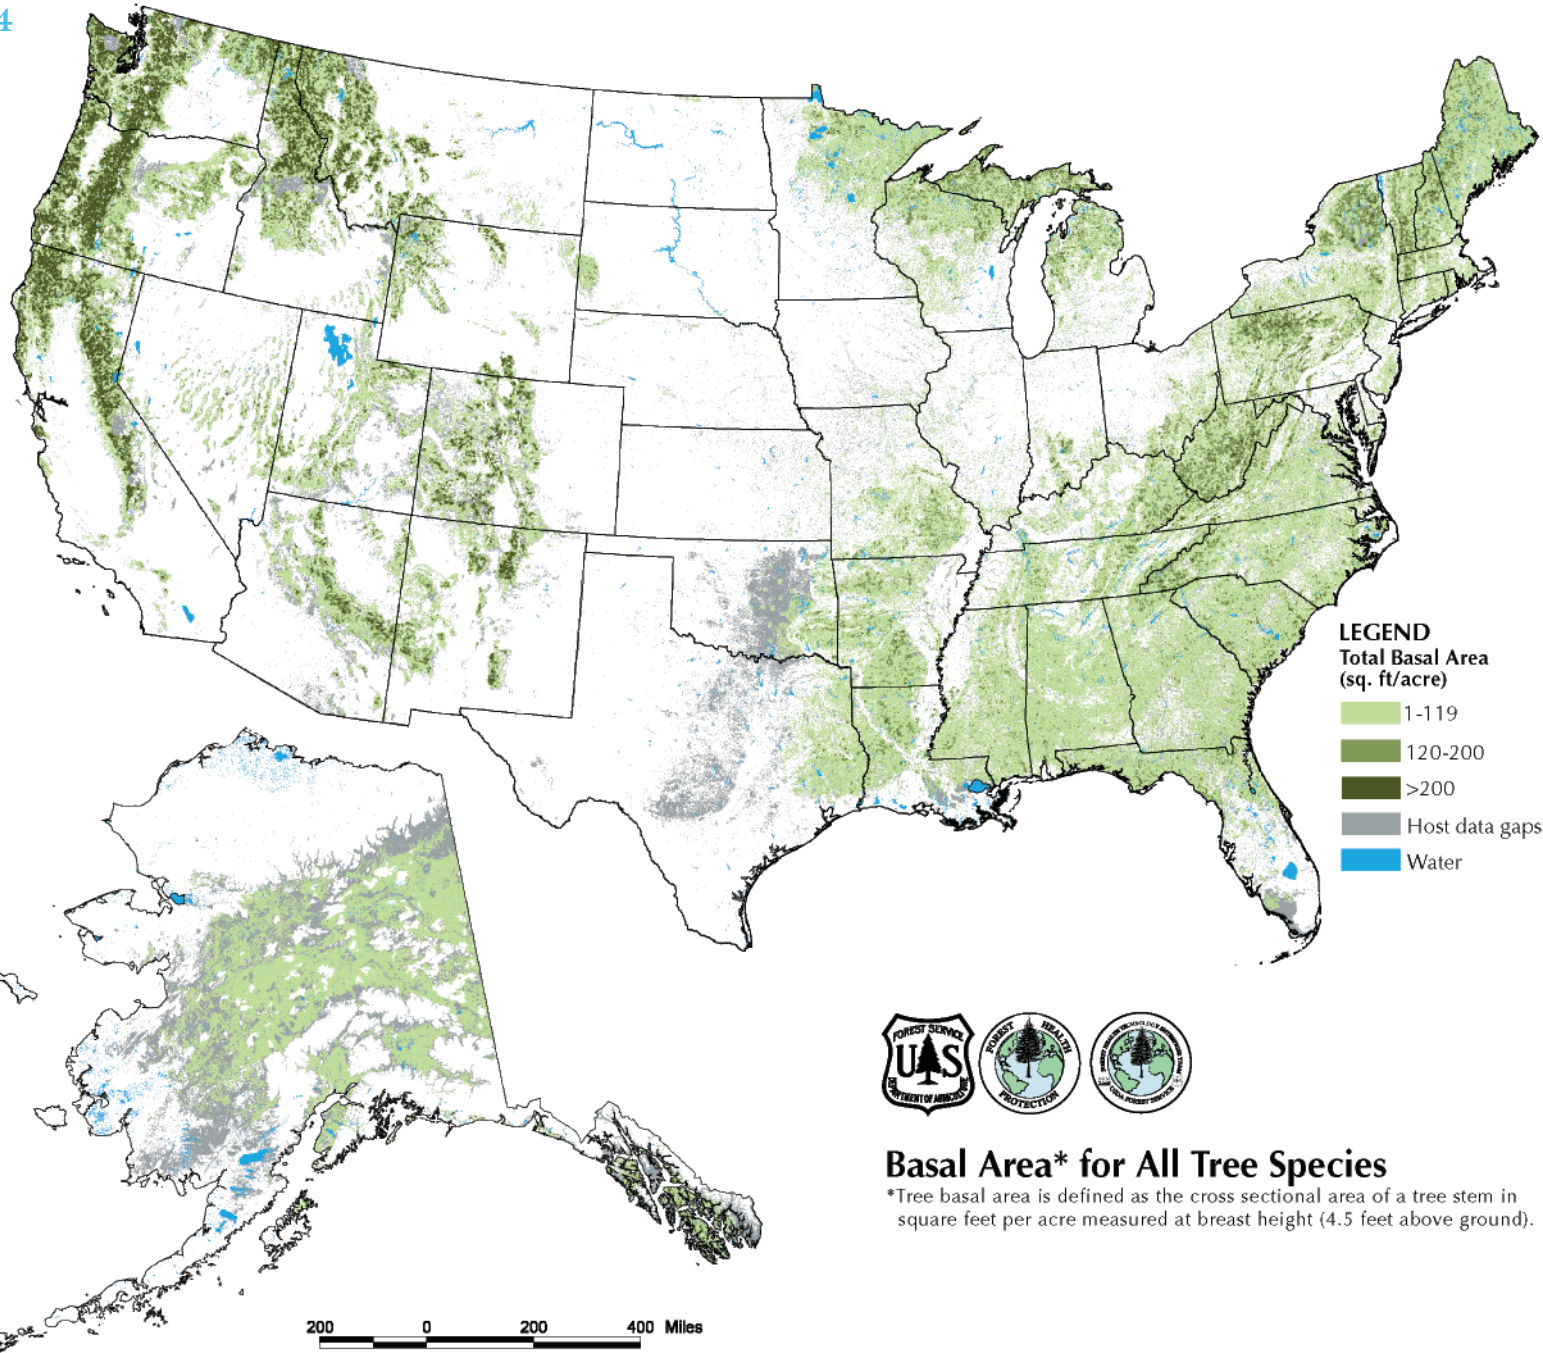 4
LEGEND
Total Basal Area
(sq. ft/acre)
1-119
120-200
>200
Host data gaps
Water
FOREST SERVICE
US
DEPARTMENT OF AGRICULTURE
FOREST HEALTH
PROTECTION
USDA FOREST SERVICE
Basal Area* for All Tree Species
*Tree basal area is defined as the cross sectional area of a tree stem in
square feet per acre measured at breast height (4.5 feet above ground).
200 0 200 400 Miles